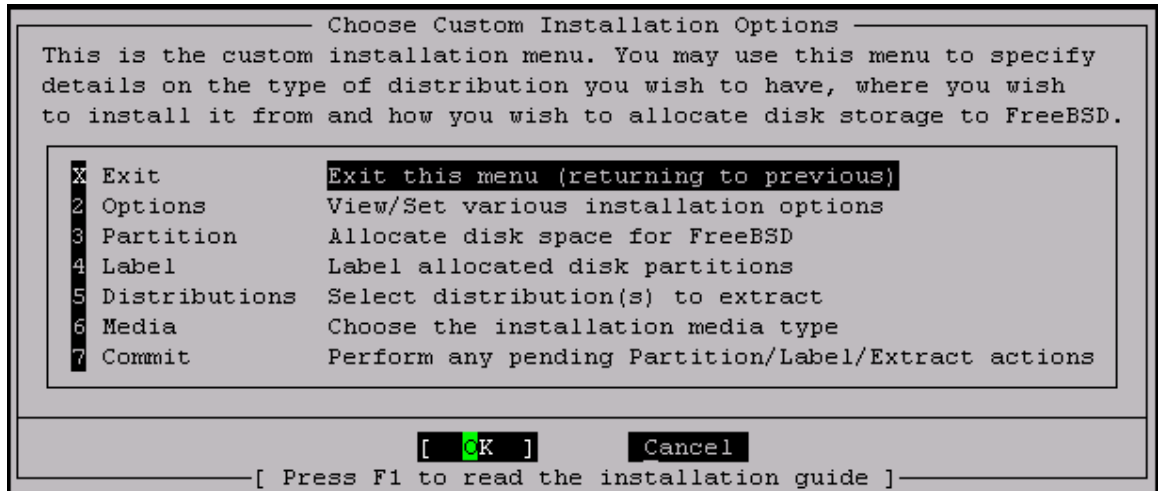 Choose Custom Installation Options
This is the custom installation menu. You may use this menu to specify
details on the type of distribution you wish to have, where you wish
to install it from and how you wish to allocate disk storage to FreeBSD.
X Exit Exit this menu (returning to previous)
2 Options View/Set various installation options
3 Partition Allocate disk space for FreeBSD
4 Label Label allocated disk partitions
5 Distributions Select distribution(s) to extract
6 Media Choose the installation media type
7 Commit Perform any pending Partition/Label/Extract actions
[ OK ] Cancel
[ Press F1 to read the installation guide ]